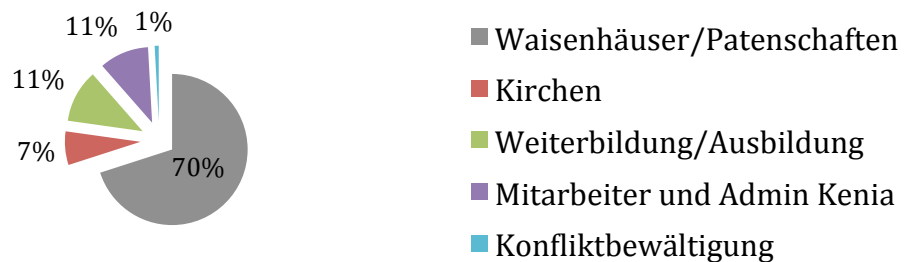 11% 1%
11%
7%
70%
Waisenhäuser/Patenschaften
Kirchen
Weiterbildung/Ausbildung
Mitarbeiter und Admin Kenia
Konfliktbewältigung